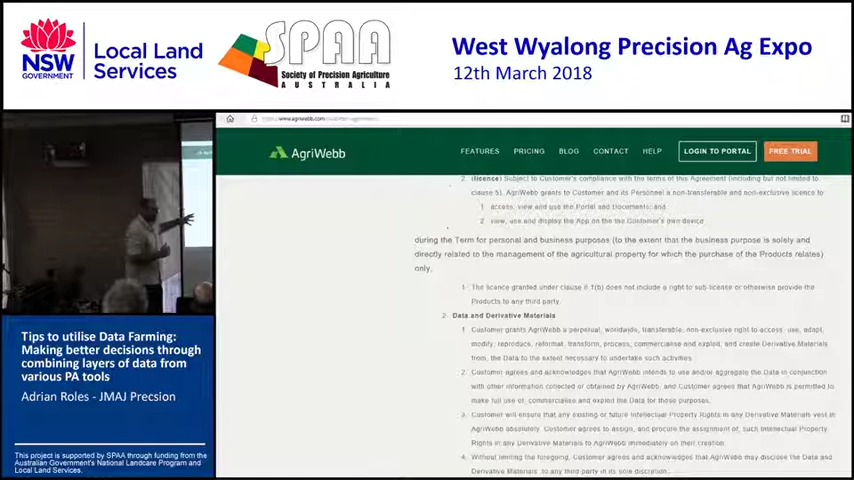 NSW
GOVERNMENT
Local Land
Services
SPAA
Society of Precision Agriculture
AUSTRALIA
West Wyalong Precision Ag Expo
12th March 2018
AgriWebb
FEATURES
PRICING
BLOG
CONTACT
HELP
LOGIN TO PORTAL
FREE TRIAL
2. (licence) Subject to Customer's compliance with the terms of this Agreement (including but not limited to
clause 5), AgriWebb grants to Customer and its Personnel a non-transferable and non-exclusive licence to
1. access, view and use the Portal and Documents; and
2. view, use and display the App on the the Customer's own device
during the Term for personal and business purposes (to the extent that the business purpose is solely and
directly related to the management of the agricultural property for which the purchase of the Products relates)
only.
1. The licence granted under clause 1(b) does not include a right to sub-license or otherwise provide the
Products to any third party.
2. Data and Derivative Materials
1. Customer grants AgriWebb a perpetual, worldwide, transferable, non-exclusive right to access, use, adapt,
modify, reproduce, reformat, transform, process, commercialise and exploit, and create Derivative Materials
from, the Data to the extent necessary to undertake such activities.
2. Customer agrees and acknowledges that AgriWebb intends to use and/or aggregate the Data in conjunction
with other information collected or obtained by AgriWebb, and Customer agrees that AgriWebb is permitted to
make full use of, commercialise and exploit the Data for those purposes.
3. Customer will ensure that any existing or future Intellectual Property Rights in any Derivative Materials vest in
AgriWebb absolutely. Customer agrees to assign, and procure the assignment of, such Intellectual Property
Rights in any Derivative Materials to AgriWebb immediately on their creation.
4. Without limiting the foregoing, Customer agrees and acknowledges that AgriWebb may disclose the Data and
Derivative Materials to any third party in its sole discretion.
Tips to utilise Data Farming:
Making better decisions through
combining layers of data from
various PA tools
Adrian Roles - JMAJ Precsion
This project is supported by SPAA through funding from the
Australian Government's National Landcare Program and
Local Land Services.